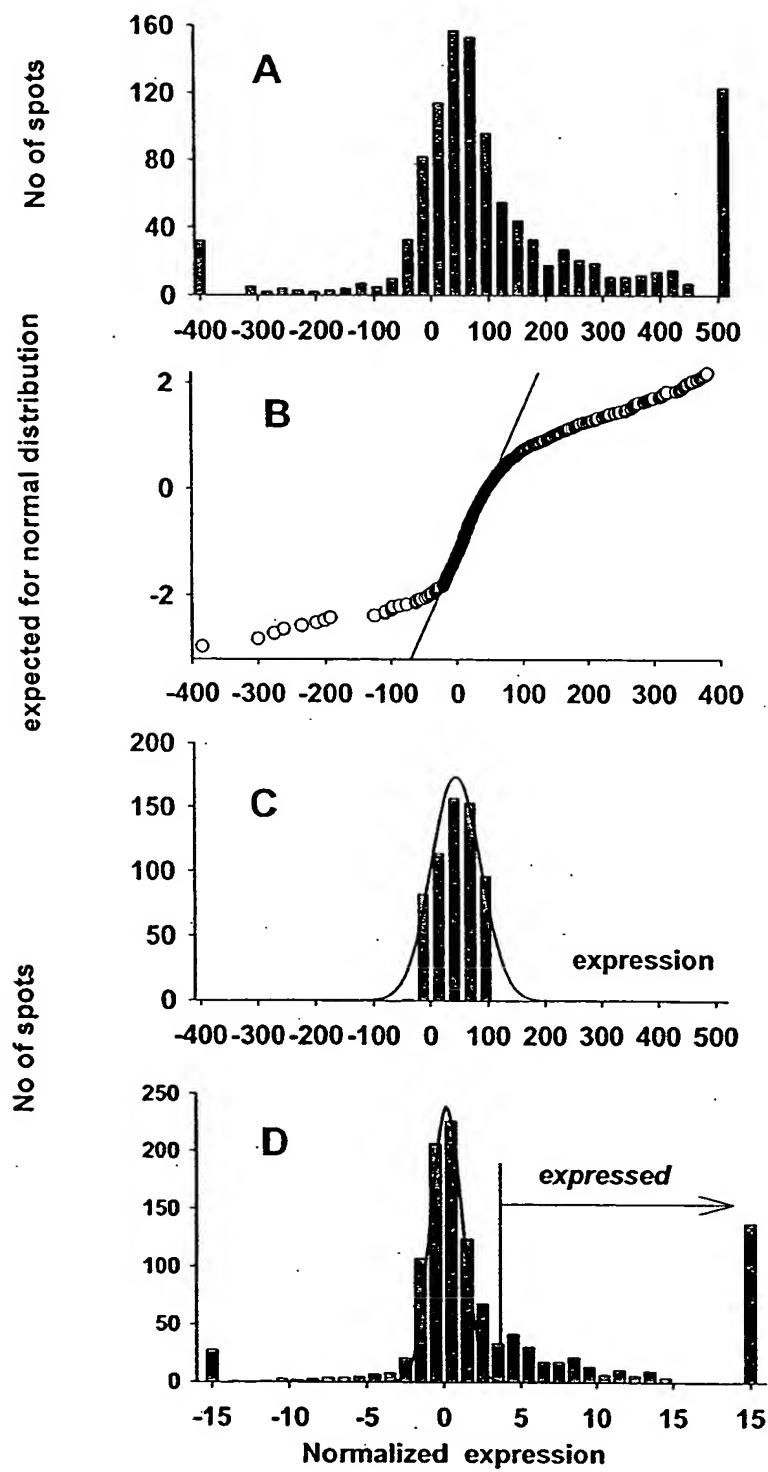 No of spots
A
160
120
80
40
0
-400 -300 -200 -100 0 100 200 300 400 500
expected for normal distribution
B
2
0
-2
-400 -300 -200 -100 0 100 200 300 400
No of spots
C
200
150
100
50
0
expression
-400 -300 -200 -100 0 100 200 300 400 500
D
250
200
150
100
50
0
expressed
-15 -10 -5 0 5 10 15 15
Normalized expression